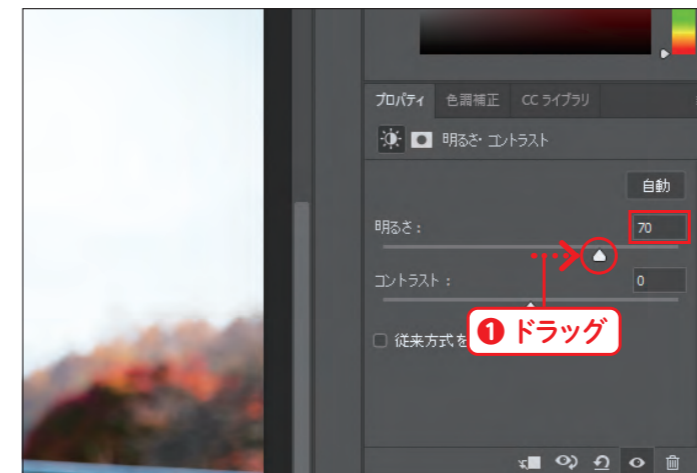 プロパティ 色調補正 CC ライブラリ
明るさ・コントラスト
自動
明るさ： 70
コントラスト： 0
❶ ドラッグ
従来方式を